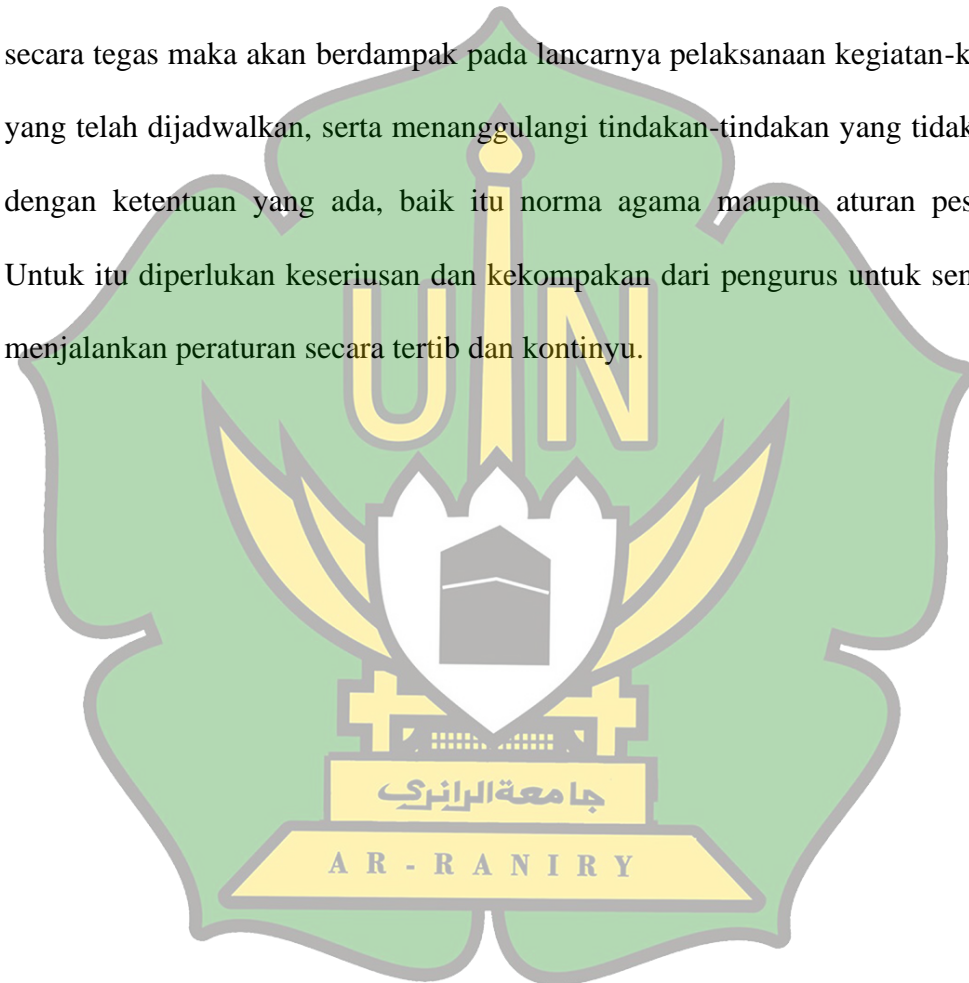 secara tegas maka akan berdampak pada lancarnya pelaksanaan kegiatan-k
yang telah dijadwalkan, serta menanggulangi tindakan-tindakan yang tidak
dengan ketentuan yang ada, baik itu norma agama maupun aturan pes
Untuk itu diperlukan keseriusan dan kekompakan dari pengurus untuk sen
menjalankan peraturan secara tertib dan kontinyu.
UIN
جامعةالرانري
AR-RANIRY